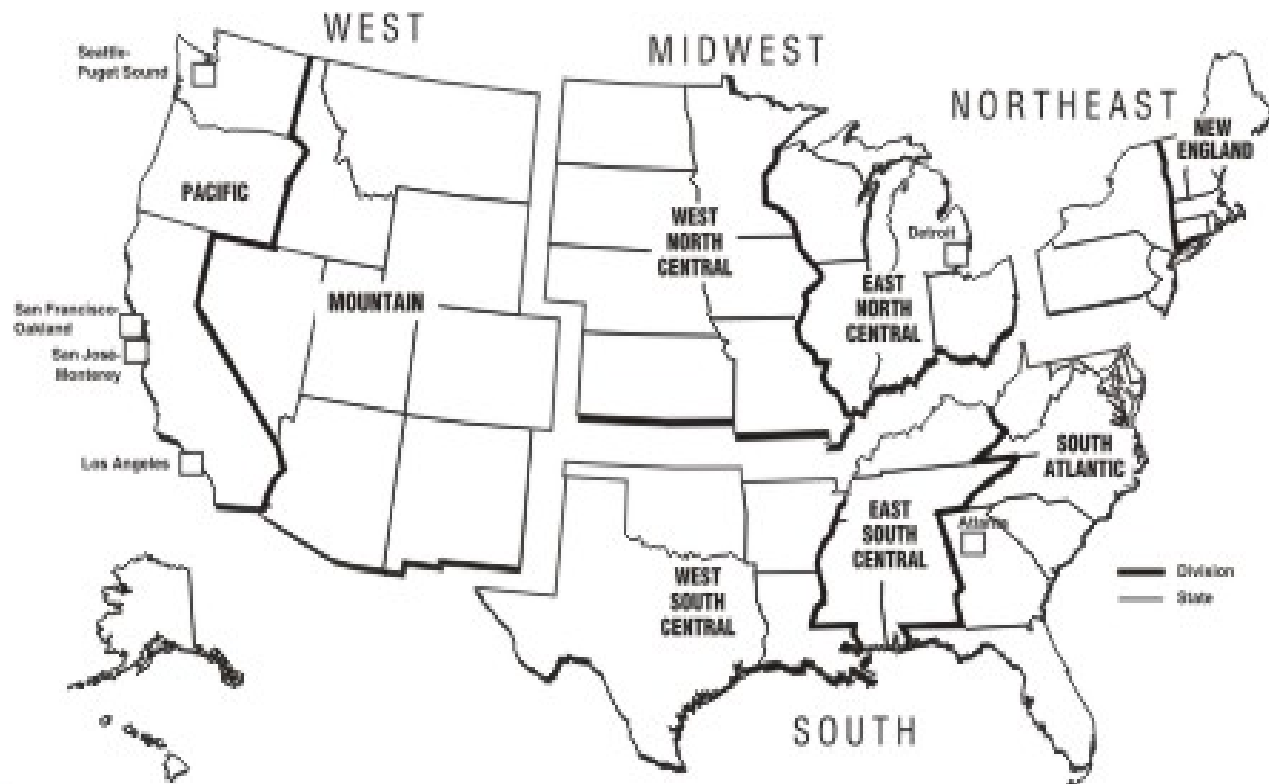 WEST
MIDWEST
NORTHEAST
Seattle-
Puget Sound
NEW
ENGLAND
PACIFIC
WEST
NORTH
CENTRAL
Detroit
MOUNTAIN
EAST
NORTH
CENTRAL
San Francisco-
Oakland
San José-
Monterey
Los Angeles
SOUTH
ATLANTIC
EAST
SOUTH
CENTRAL
Atlanta
WEST
SOUTH
CENTRAL
Division
State
SOUTH